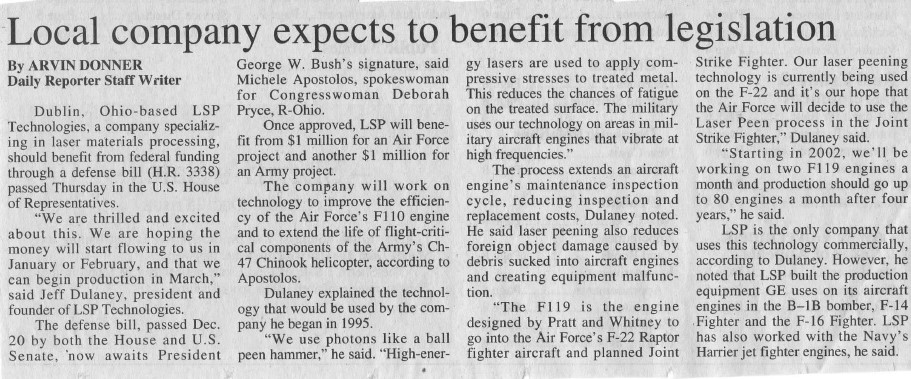 Local company expects to benefit from legislation
By ARVIN DONNER
Daily Reporter Staff Writer
Dublin, Ohio-based LSP
Technologies, a company specializ-
ing in laser materials processing,
should benefit from federal funding
through a defense bill (H.R. 3338)
passed Thursday in the U.S. House
of Representatives.
“We are thrilled and excited
about this. We are hoping the
money will start flowing to us in
January or February, and that we
can begin production in March,”
said Jeff Dulaney, president and
founder of LSP Technologies.
The defense bill, passed Dec.
20 by both the House and U.S.
Senate, now awaits President
George W. Bush’s signature, said
Michele Apostolos, spokeswoman
for Congresswoman Deborah
Pryce, R-Ohio.
Once approved, LSP will bene-
fit from $1 million for an Air Force
project and another $1 million for
an Army project.
The company will work on
technology to improve the efficien-
cy of the Air Force’s F110 engine
and to extend the life of flight-criti-
cal components of the Army’s Ch-
47 Chinook helicopter, according to
Apostolos.
Dulaney explained the technol-
ogy that would be used by the com-
pany he began in 1995.
“We use photons like a ball
peen hammer,” he said. “High-ener-
gy lasers are used to apply com-
pressive stresses to treated metal.
This reduces the chances of fatigue
on the treated surface. The military
uses our technology on areas in mil-
itary aircraft engines that vibrate at
high frequencies.”
The process extends an aircraft
engine’s maintenance inspection
cycle, reducing inspection and
replacement costs, Dulaney noted.
He said laser peening also reduces
foreign object damage caused by
debris sucked into aircraft engines
and creating equipment malfunc-
tion.
“The F119 is the engine
designed by Pratt and Whitney to
go into the Air Force’s F-22 Raptor
fighter aircraft and planned Joint
Strike Fighter. Our laser peening
technology is currently being used
on the F-22 and it’s our hope that
the Air Force will decide to use the
Laser Peen process in the Joint
Strike Fighter,” Dulaney said.
“Starting in 2002, we’ll be
working on two F119 engines a
month and production should go up
to 80 engines a month after four
years,” he said.
LSP is the only company that
uses this technology commercially,
according to Dulaney. However, he
noted that LSP built the production
equipment GE uses on its aircraft
engines in the B–1B bomber, F-14
Fighter and the F-16 Fighter. LSP
has also worked with the Navy’s
Harrier jet fighter engines, he said.